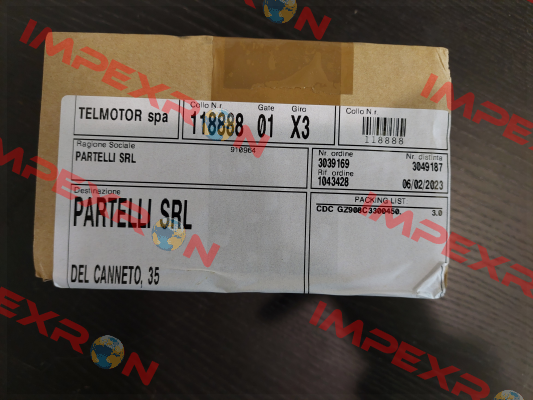 IMPEXRON
IMPEXRON
TELMOTOR spa
Collo N.r
Gate
Giro
118888 01 X3
Collo N.r
118888
Ragione Sociale
910964
PARTELLI SRL
Nr ordine
Nr distinta
3039169
3049187
Rif ordine
1043428
06/02/2023
Destinazione
PARTELLI SRL
DEL CANNETO, 35
PACKING LIST
CDC GZ908C3300450.
3.0
IMPEXRON
IMPEXRON